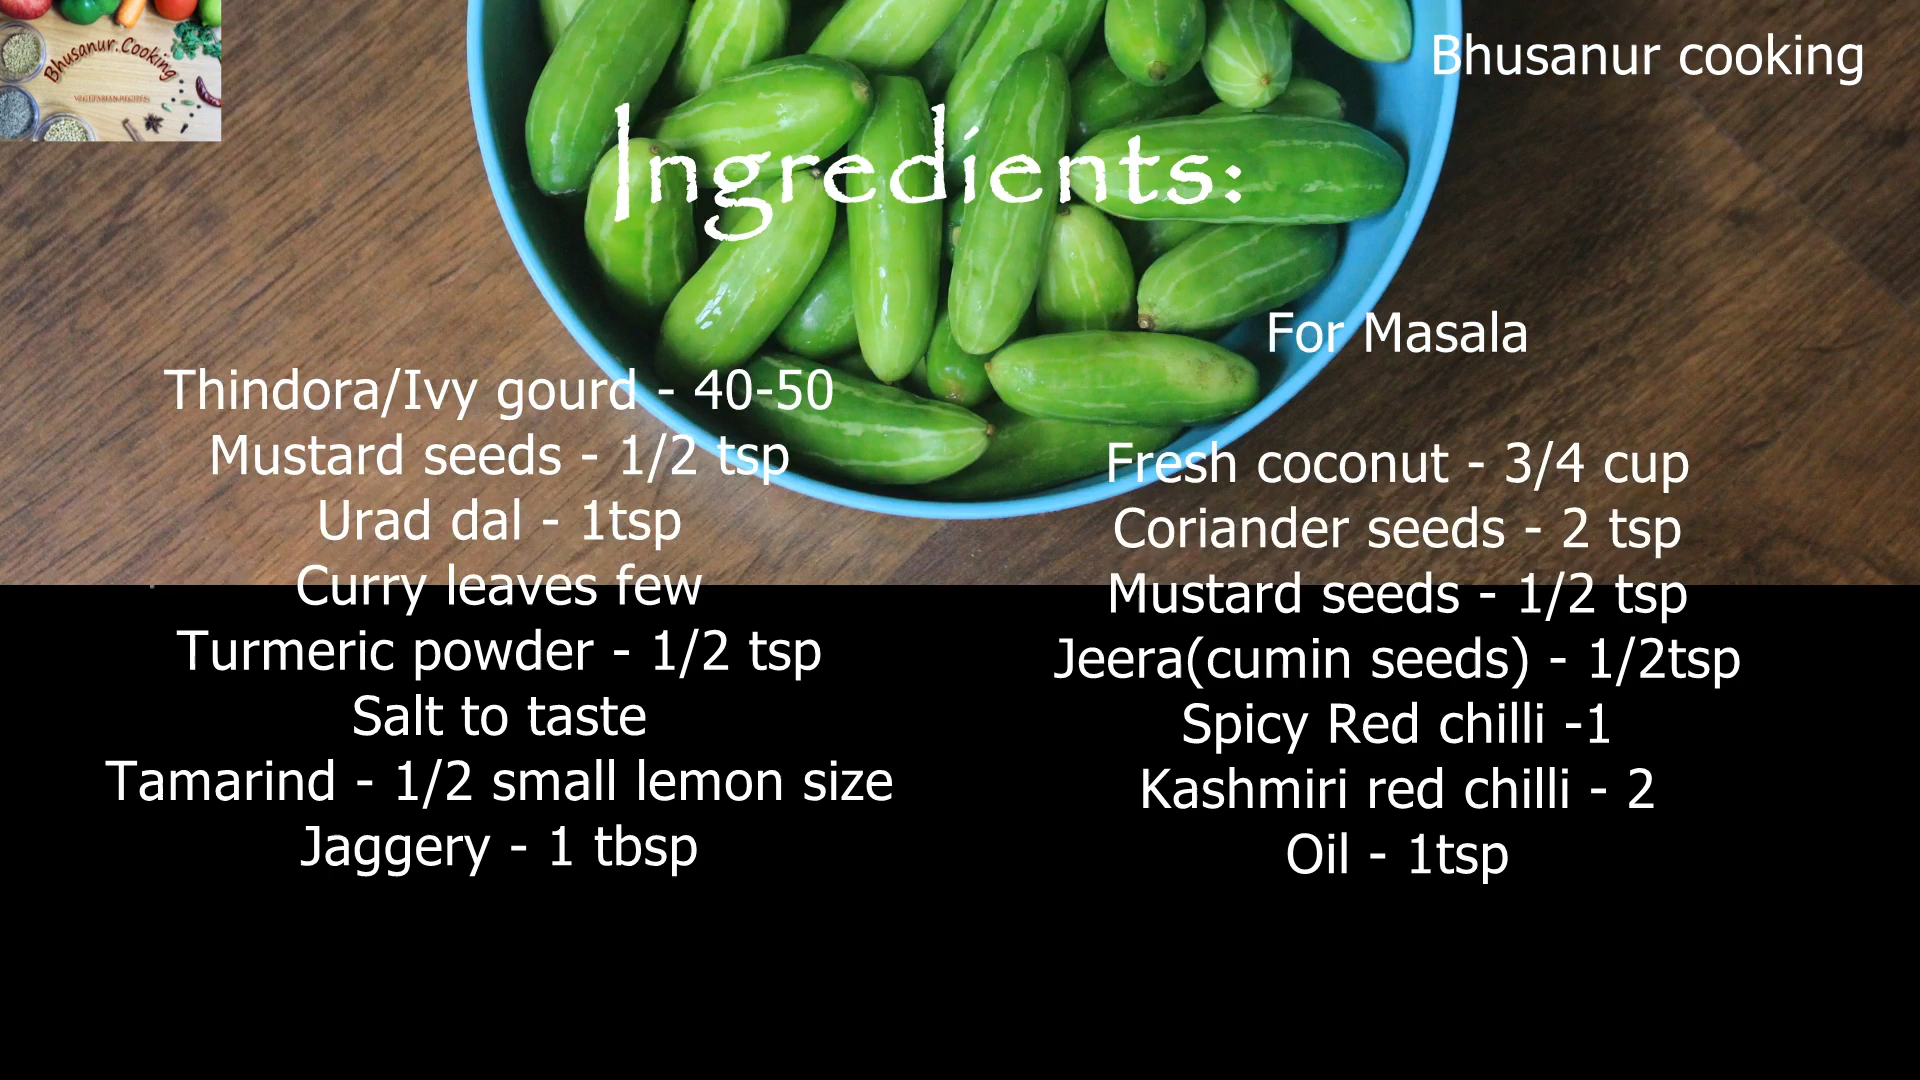 Bhusanur.Cooking
VEGETARIAN RECIPES
Bhusanur cooking
Ingredients:
Thindora/Ivy gourd - 40-50
Mustard seeds - 1/2 tsp
Urad dal - 1tsp
Curry leaves few
Turmeric powder - 1/2 tsp
Salt to taste
Tamarind - 1/2 small lemon size
Jaggery - 1 tbsp
For Masala
Fresh coconut - 3/4 cup
Coriander seeds - 2 tsp
Mustard seeds - 1/2 tsp
Jeera(cumin seeds) - 1/2tsp
Spicy Red chilli -1
Kashmiri red chilli - 2
Oil - 1tsp